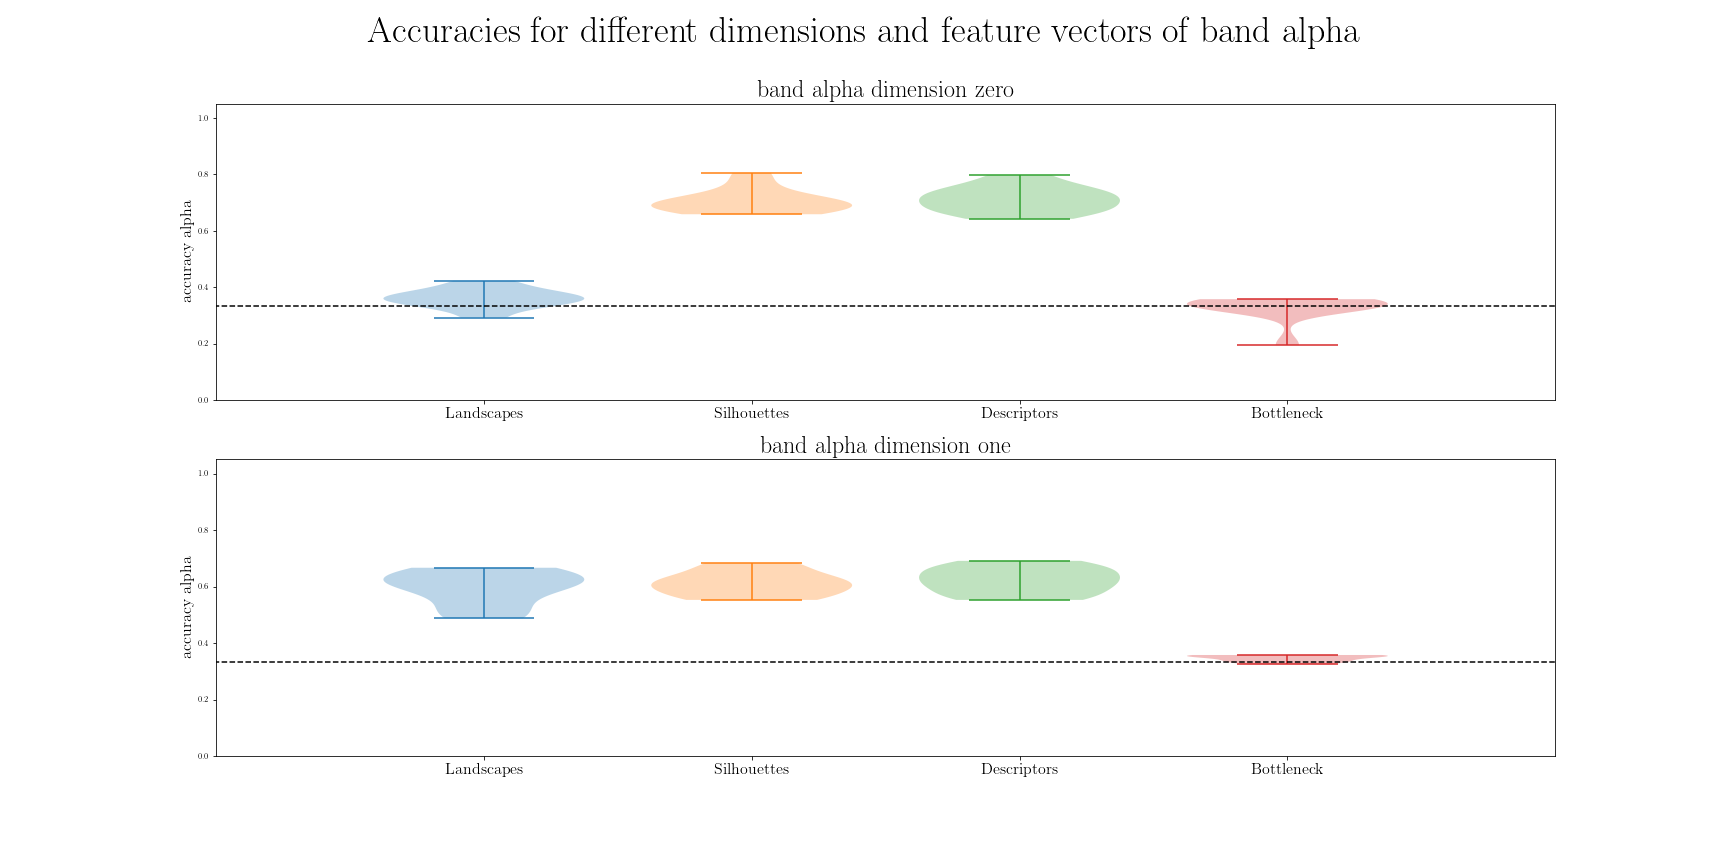 Accuracies for different dimensions and feature vectors of band alpha
band alpha dimension zero
accuracy alpha
1.0
0.8
0.6
0.4
0.2
0.0
Landscapes Silhouettes Descriptors Bottleneck
band alpha dimension one
accuracy alpha
1.0
0.8
0.6
0.4
0.2
0.0
Landscapes Silhouettes Descriptors Bottleneck